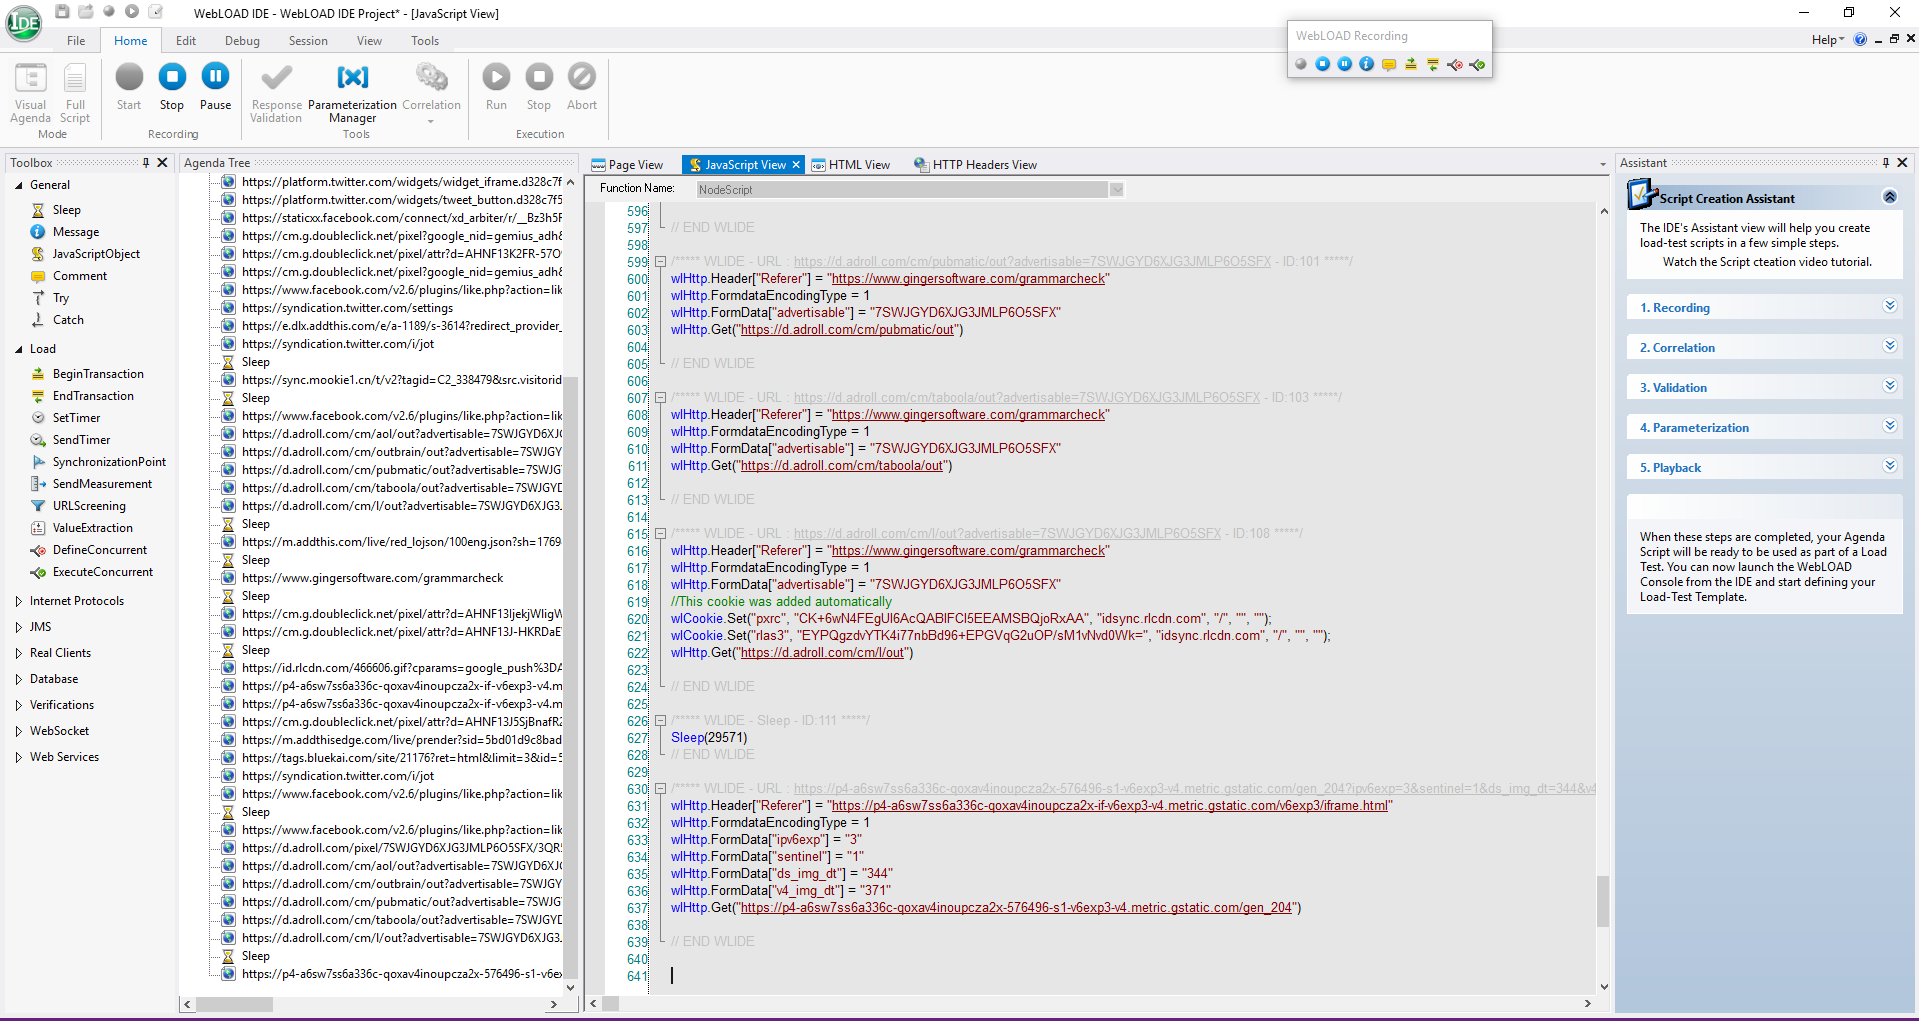 WebLOAD IDE - WebLOAD IDE Project* - [JavaScript View]
IDE
File Home Edit Debug Session View Tools
Help
WebLOAD Recording
Visual Agenda
Full Script
Mode
Start Stop Pause
Recording
Response Validation
Parameterization Manager
Correlation
Tools
Run Stop Abort
Execution
Toolbox
General
Sleep
Message
JavaScriptObject
Comment
Try
Catch
Load
BeginTransaction
EndTransaction
SetTimer
SendTimer
SynchronizationPoint
SendMeasurement
URLScreening
ValueExtraction
DefineConcurrent
ExecuteConcurrent
Internet Protocols
JMS
Real Clients
Database
Verifications
WebSocket
Web Services
Agenda Tree
https://platform.twitter.com/widgets/widget_iframe.d328c7f
https://platform.twitter.com/widgets/tweet_button.d328c7f5
https://staticxx.facebook.com/connect/xd_arbiter/r/__Bz3h5R
https://cm.g.doubleclick.net/pixel?google_nid=gemius_adh&
https://cm.g.doubleclick.net/pixel/attr?d=AHNF13K2FR-57O
https://cm.g.doubleclick.net/pixel?google_nid=gemius_adh&
https://www.facebook.com/v2.6/plugins/like.php?action=lik
https://syndication.twitter.com/settings
https://e.dlx.addthis.com/e/a-1189/s-3614?redirect_provider_
https://syndication.twitter.com/i/jot
Sleep
https://sync.mookie1.cn/t/v2?tagid=C2_338479&src.visitorid
Sleep
https://www.facebook.com/v2.6/plugins/like.php?action=lik
https://d.adroll.com/cm/aol/out?advertisable=7SWJGYD6XJ
https://d.adroll.com/cm/outbrain/out?advertisable=7SWJGY
https://d.adroll.com/cm/pubmatic/out?advertisable=7SWJG
https://d.adroll.com/cm/taboola/out?advertisable=7SWJGYD
https://d.adroll.com/cm/l/out?advertisable=7SWJGYD6XJG3
Sleep
https://m.addthis.com/live/red_lojson/100eng.json?sh=1769
Sleep
https://www.gingersoftware.com/grammarcheck
Sleep
https://cm.g.doubleclick.net/pixel/attr?d=AHNF13IjekjWligW
https://cm.g.doubleclick.net/pixel/attr?d=AHNF13J-HKRDaE
Sleep
https://id.rlcdn.com/466606.gif?cparams=google_push%3DA
https://p4-a6sw7ss6a336c-qoxav4inoupcza2x-if-v6exp3-v4.m
https://p4-a6sw7ss6a336c-qoxav4inoupcza2x-if-v6exp3-v4.m
https://cm.g.doubleclick.net/pixel/attr?d=AHNF13J5SjBnafR2
https://m.addthisedge.com/live/prender?sid=5bd01d9c8bad
https://tags.bluekai.com/site/21176?ret=html&limit=3&id=5
https://syndication.twitter.com/i/jot
https://www.facebook.com/v2.6/plugins/like.php?action=lik
Sleep
https://www.facebook.com/v2.6/plugins/like.php?action=lik
https://d.adroll.com/pixel/7SWJGYD6XJG3JMLP6O5SFX/3QR5
https://d.adroll.com/cm/aol/out?advertisable=7SWJGYD6XJ
https://d.adroll.com/cm/outbrain/out?advertisable=7SWJGY
https://d.adroll.com/cm/pubmatic/out?advertisable=7SWJG
https://d.adroll.com/cm/taboola/out?advertisable=7SWJGYD
https://d.adroll.com/cm/l/out?advertisable=7SWJGYD6XJG3
Sleep
https://p4-a6sw7ss6a336c-qoxav4inoupcza2x-576496-s1-v6ex
Page View JavaScript View HTML View HTTP Headers View
Function Name: NodeScript
596
597 // END WLIDE
598
599 /***** WLIDE - URL : https://d.adroll.com/cm/pubmatic/out?advertisable=7SWJGYD6XJG3JMLP6O5SFX - ID:101 *****/
600 wlHttp.Header["Referer"] = "https://www.gingersoftware.com/grammarcheck"
601 wlHttp.FormdataEncodingType = 1
602 wlHttp.FormData["advertisable"] = "7SWJGYD6XJG3JMLP6O5SFX"
603 wlHttp.Get("https://d.adroll.com/cm/pubmatic/out")
604
605 // END WLIDE
606
607 /***** WLIDE - URL : https://d.adroll.com/cm/taboola/out?advertisable=7SWJGYD6XJG3JMLP6O5SFX - ID:103 *****/
608 wlHttp.Header["Referer"] = "https://www.gingersoftware.com/grammarcheck"
609 wlHttp.FormdataEncodingType = 1
610 wlHttp.FormData["advertisable"] = "7SWJGYD6XJG3JMLP6O5SFX"
611 wlHttp.Get("https://d.adroll.com/cm/taboola/out")
612
613 // END WLIDE
614
615 /***** WLIDE - URL : https://d.adroll.com/cm/l/out?advertisable=7SWJGYD6XJG3JMLP6O5SFX - ID:108 *****/
616 wlHttp.Header["Referer"] = "https://www.gingersoftware.com/grammarcheck"
617 wlHttp.FormdataEncodingType = 1
618 wlHttp.FormData["advertisable"] = "7SWJGYD6XJG3JMLP6O5SFX"
619 //This cookie was added automatically
620 wlCookie.Set("pxrc", "CK+6wN4FEgUI6AcQABIFCI5EEAMSBQjoRxAA", "idsync.rlcdn.com", "/", "", "");
621 wlCookie.Set("rlas3", "EYPQgzdvYTK4i77nbBd96+EPGVqG2uOP/sM1vNvd0Wk=", "idsync.rlcdn.com", "/", "", "");
622 wlHttp.Get("https://d.adroll.com/cm/l/out")
623
624 // END WLIDE
625
626 /***** WLIDE - Sleep - ID:111 *****/
627 Sleep(29571)
628 // END WLIDE
629
630 /***** WLIDE - URL : https://p4-a6sw7ss6a336c-qoxav4inoupcza2x-576496-s1-v6exp3-v4.metric.gstatic.com/gen_204?ipv6exp=3&sentinel=1&ds_img_dt=344&v4
631 wlHttp.Header["Referer"] = "https://p4-a6sw7ss6a336c-qoxav4inoupcza2x-if-v6exp3-v4.metric.gstatic.com/v6exp3/iframe.html"
632 wlHttp.FormdataEncodingType = 1
633 wlHttp.FormData["ipv6exp"] = "3"
634 wlHttp.FormData["sentinel"] = "1"
635 wlHttp.FormData["ds_img_dt"] = "344"
636 wlHttp.FormData["v4_img_dt"] = "371"
637 wlHttp.Get("https://p4-a6sw7ss6a336c-qoxav4inoupcza2x-576496-s1-v6exp3-v4.metric.gstatic.com/gen_204")
638
639 // END WLIDE
640
641
Assistant
Script Creation Assistant
The IDE's Assistant view will help you create
load-test scripts in a few simple steps.
Watch the Script cteation video tutorial.
1. Recording
2. Correlation
3. Validation
4. Parameterization
5. Playback
When these steps are completed, your Agenda
Script will be ready to be used as part of a Load
Test. You can now launch the WebLOAD
Console from the IDE and start defining your
Load-Test Template.